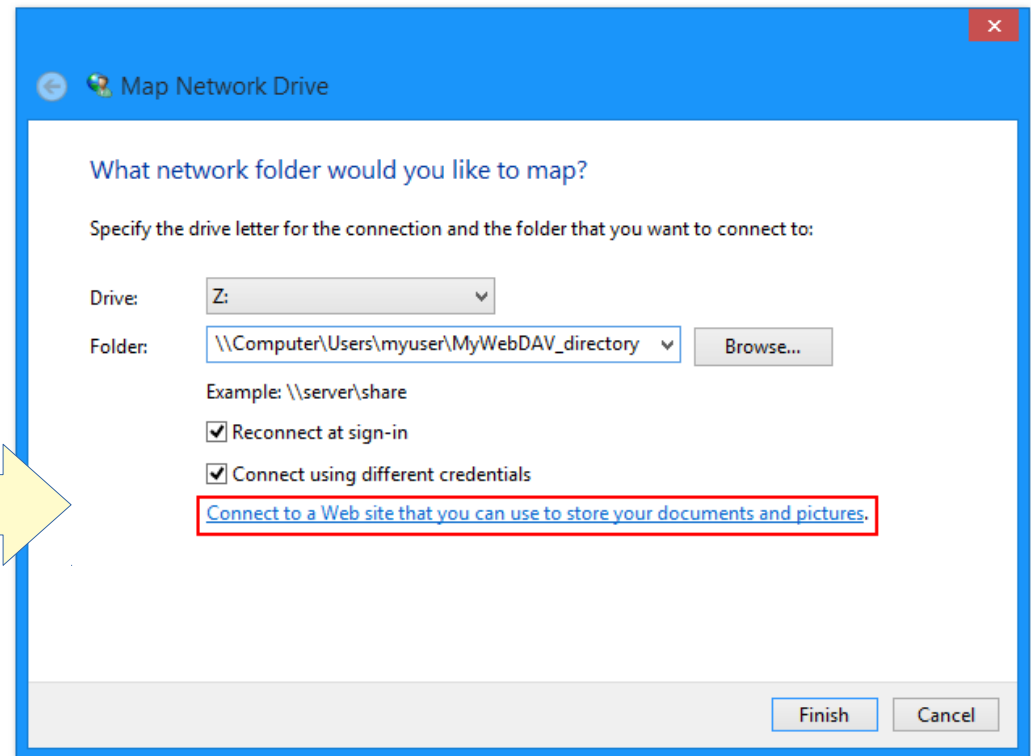 Map Network Drive
What network folder would you like to map?
Specify the drive letter for the connection and the folder that you want to connect to:
Drive: Z:
Folder: \\Computer\Users\myuser\MyWebDAV_directory Browse...
Example: \\server\share
Reconnect at sign-in
Connect using different credentials
Connect to a Web site that you can use to store your documents and pictures.
Finish Cancel